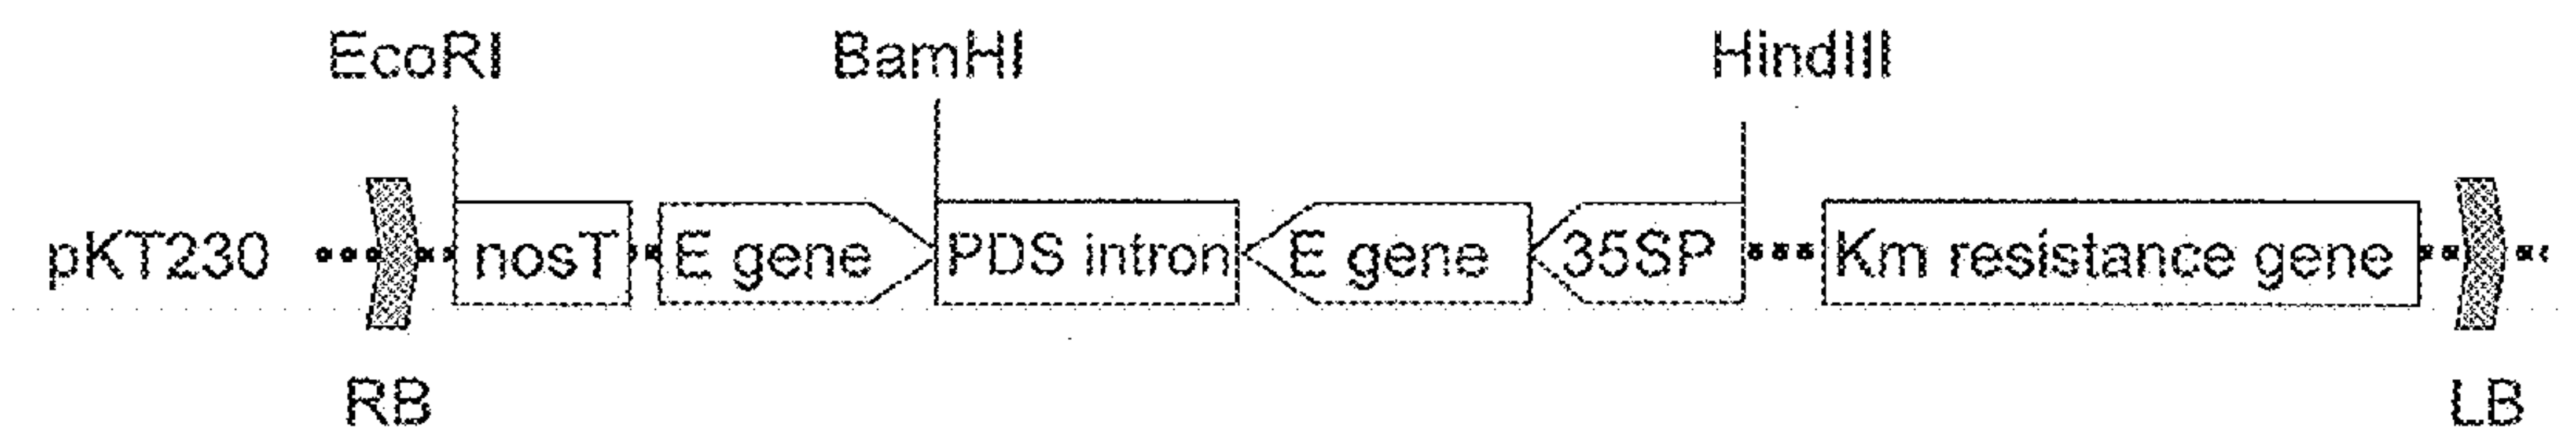 EcoRI BamHI HindIII
pKT230 nosT E gene PDS intron E gene 35SP Km resistance gene
RB LB